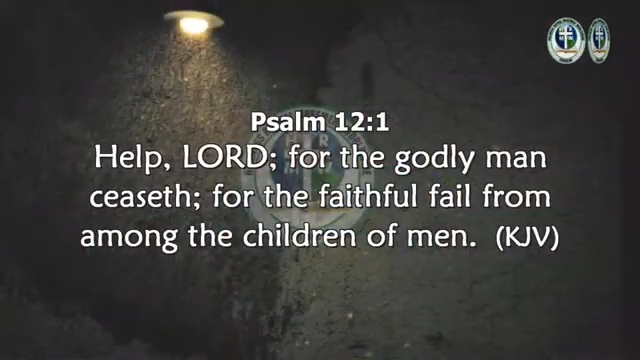 Psalm 12:1
Help, LORD; for the godly man
ceaseth; for the faithful fail from
among the children of men. (KJV)